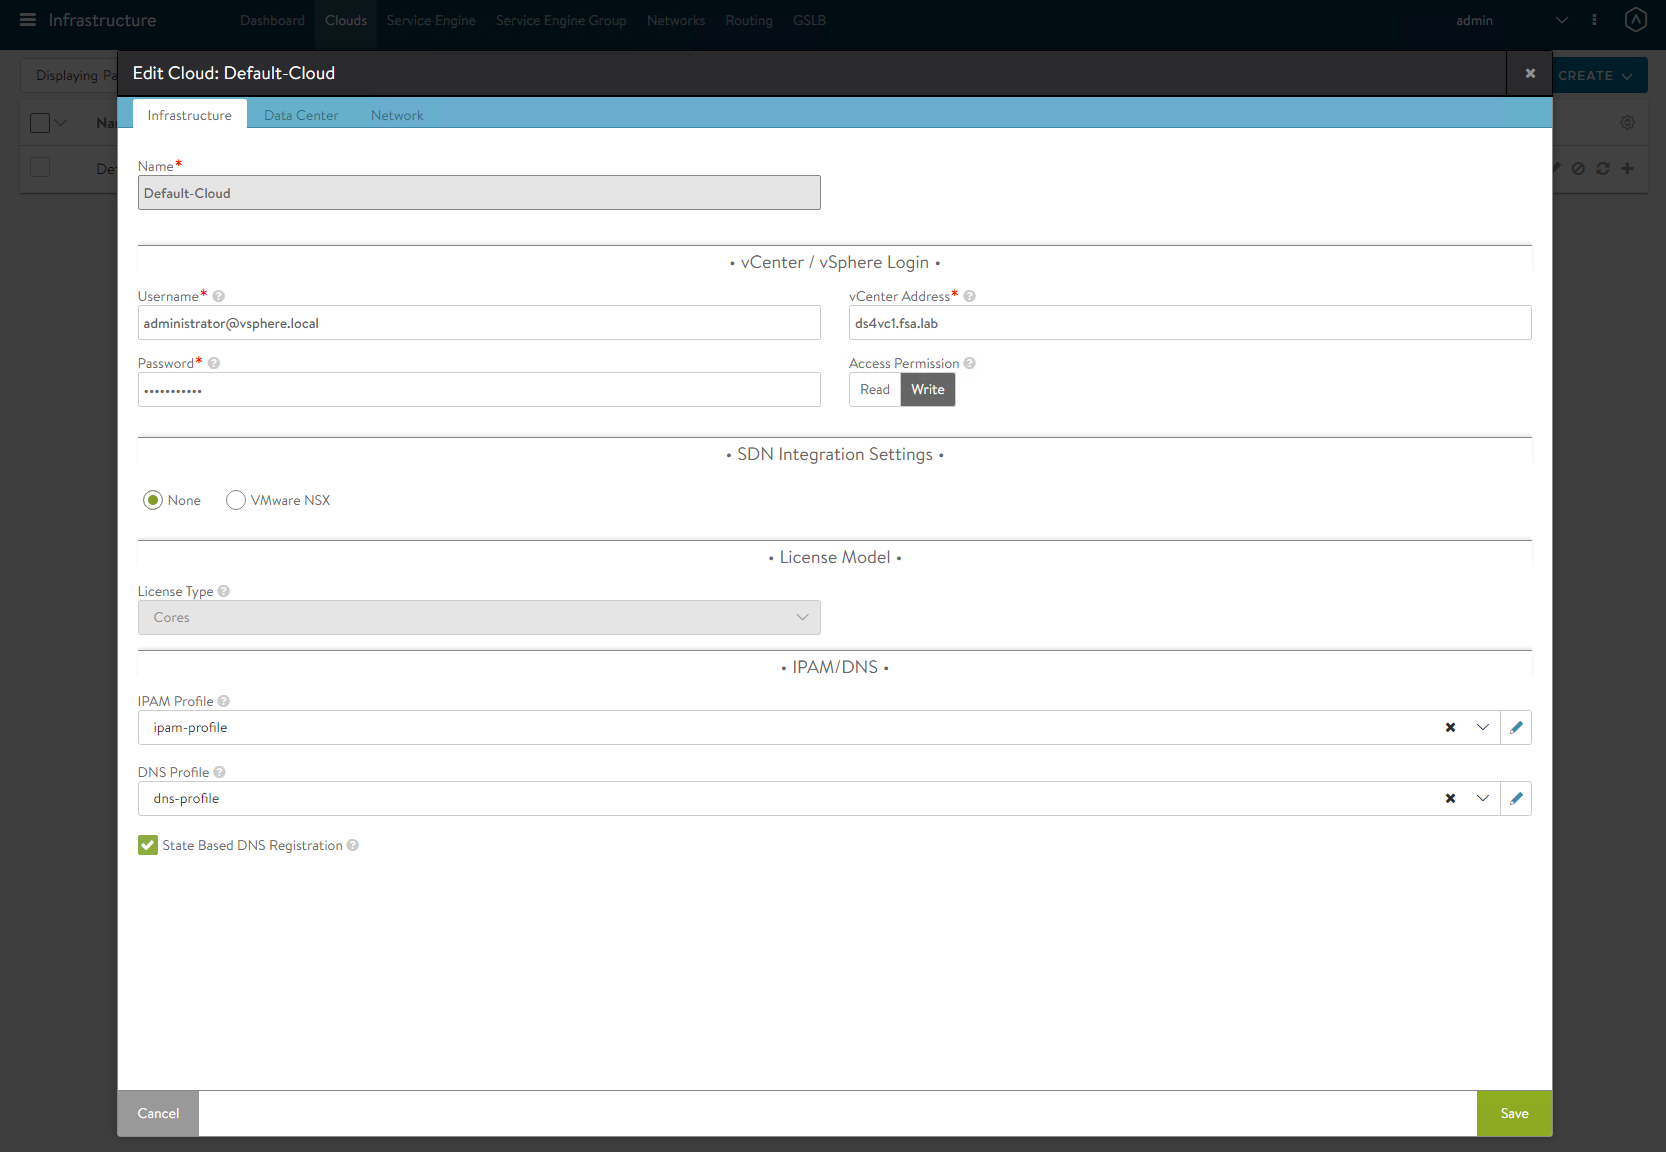 Infrastructure Dashboard Clouds Service Engine Service Engine Group Networks Routing GSLB admin
Displaying
Edit Cloud: Default-Cloud
CREATE
Infrastructure Data Center Network
Name*
Default-Cloud
• vCenter / vSphere Login •
Username* vCenter Address*
administrator@vsphere.local ds4vc1.fsa.lab
Password* Access Permission
••••••••••• Read Write
• SDN Integration Settings •
None VMware NSX
• License Model •
License Type
Cores
• IPAM/DNS •
IPAM Profile
ipam-profile
DNS Profile
dns-profile
State Based DNS Registration
Cancel Save